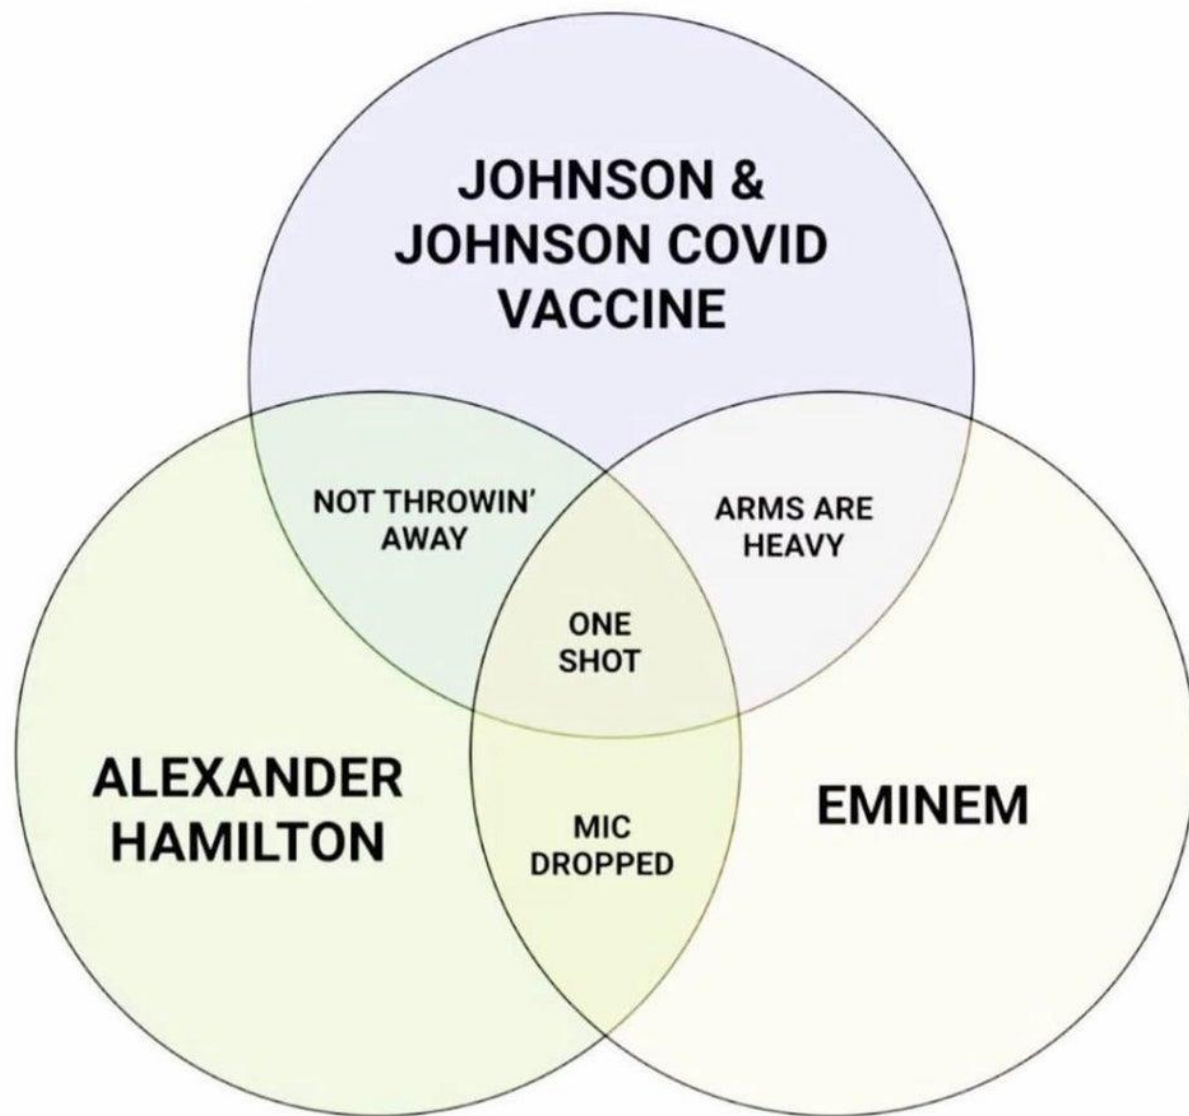 JOHNSON &
JOHNSON COVID
VACCINE
NOT THROWIN’
AWAY
ARMS ARE
HEAVY
ONE
SHOT
ALEXANDER
HAMILTON
EMINEM
MIC
DROPPED